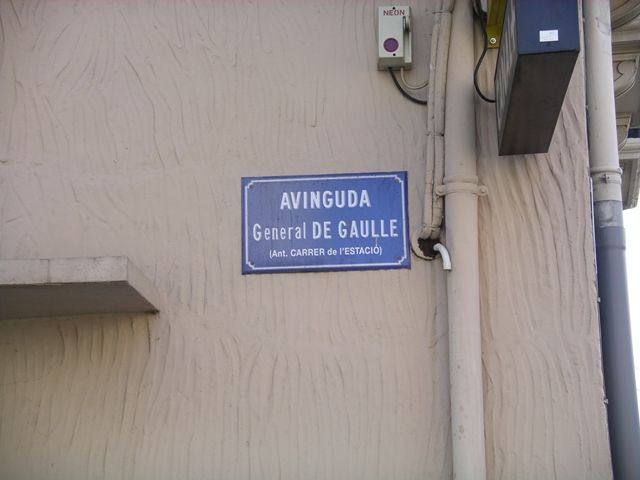 NEON
AVINGUDA
General DE GAULLE
(Ant. CARRER de l'ESTACIÓ)